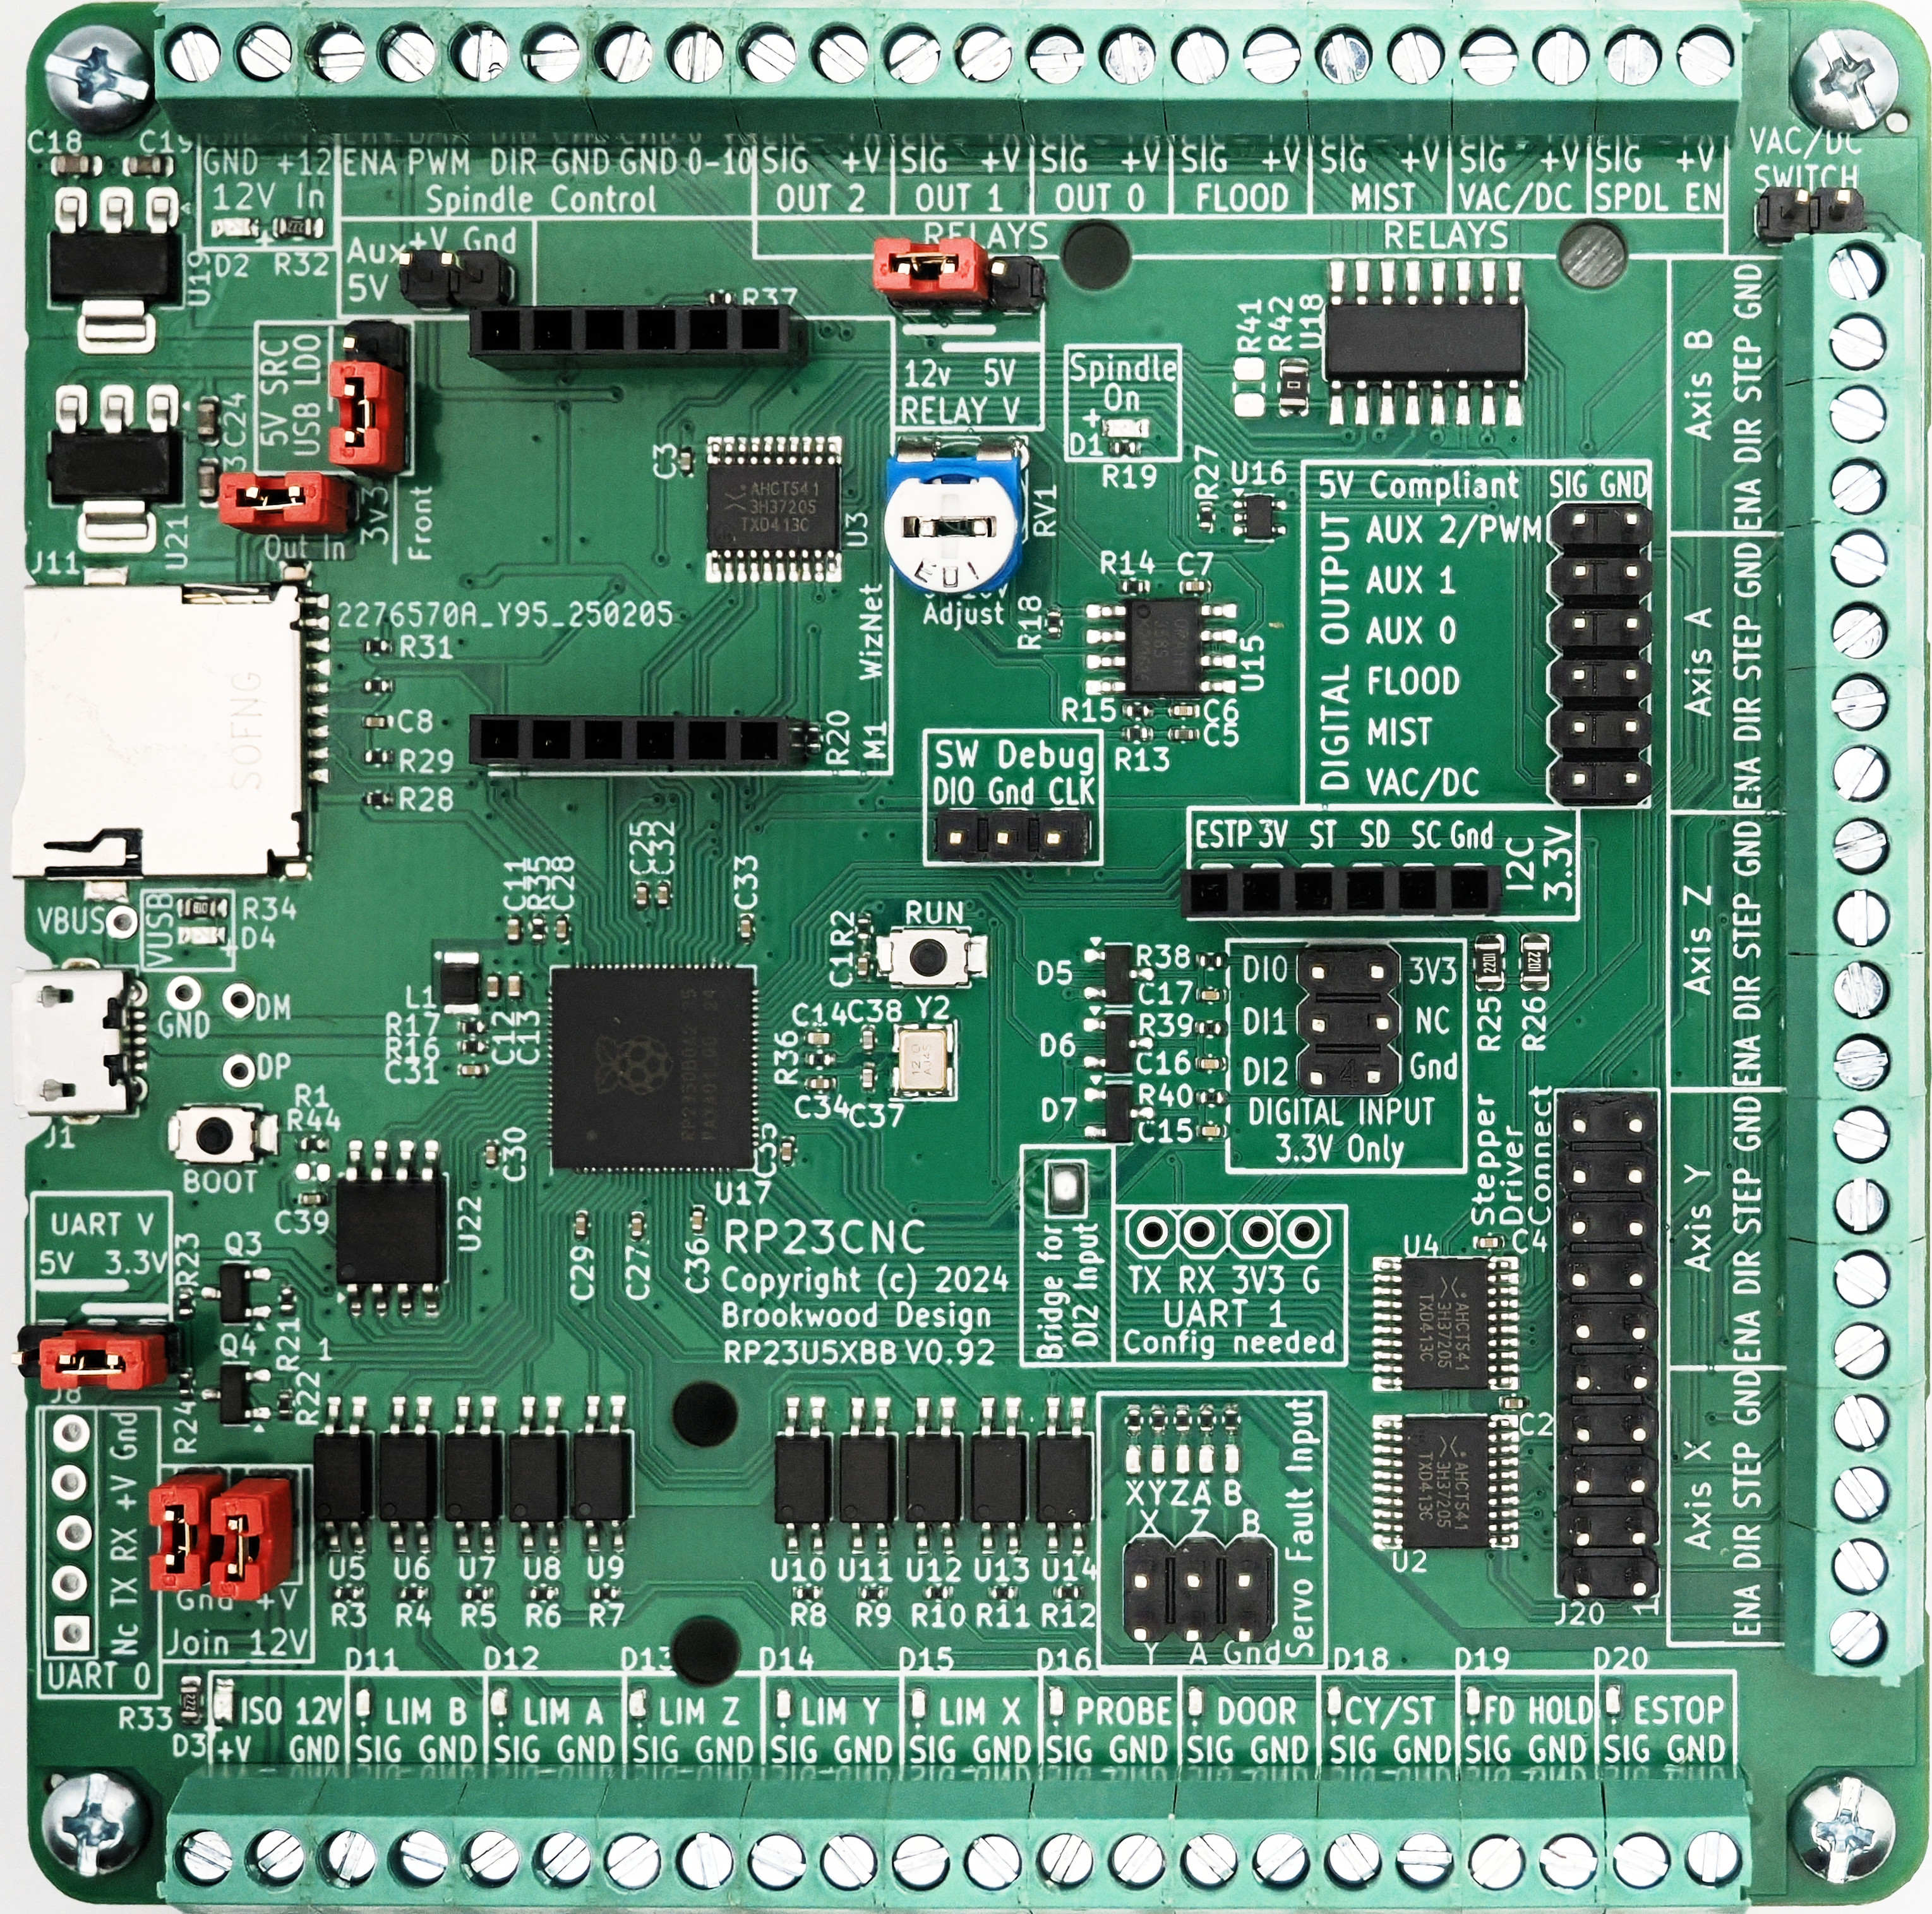 C18 C19
GND +12
12V In
D2 R32
U19
ENA PWM DIR GND GND 0-10
Spindle Control
SIG +V SIG +V SIG +V SIG +V SIG +V SIG +V SIG +V
OUT 2 OUT 1 OUT 0 FLOOD MIST VAC/DC SPDL EN
RELAYS RELAYS
VAC/DC
SWITCH
Aux +V Gnd
5V
R37
12v 5V
RELAY V
Spindle
On
+
D1
R19
R41
R42
U18
5V SRC
USB LDO
C24
3V3
Front
Out In
U21
J11
C3
AHCT541
3H37205
TXD413C
U3
RV1
Adjust
R27
U16
R14 C7
R18
U15
R15 C6
C5
R13
5V Compliant SIG GND
DIGITAL OUTPUT
AUX 2/PWM
AUX 1
AUX 0
FLOOD
MIST
VAC/DC
2276570A_Y95_250205
SOFNG
R31
C8
R29
R28
R20
M1 WizNet
SW Debug
DIO Gnd CLK
ESTP 3V ST SD SC Gnd
I2C
3.3V
C11
R35
C28
C25
C32
C33
VBUS
VUSB
R34
D4
+
GND
DM
DP
J1
L1
R17
R16
C31
C12
C13
RUN
R2
C1
C14 C38 Y2
R36
C34 C37
D5 R38
C17
D6 R39
C16
D7 R40
C15
DI0 3V3
DI1 NC
DI2 Gnd
DIGITAL INPUT
3.3V Only
2201
2201
R25
R26
R1
R44
BOOT
C39
U22
C30
U17
C29
C27
C36
UART V
5V 3.3V
J8
R23
Q3
Q4
R21
R22
R24
1
RP23CNC
Copyright (c) 2024
Brookwood Design
RP23U5XBB V0.92
Bridge for
DI2 Input
TX RX 3V3 G
UART 1
Config needed
Stepper
Driver
Connect
C4
U4
AHCT541
3H37205
TXD413C
C2
AHCT541
3H37205
TXD413C
U2
J20 1
Nc TX RX +V Gnd
UART 0
Gnd +V
Join 12V
U5 U6 U7 U8 U9
R3 R4 R5 R6 R7
U10 U11 U12 U13 U14
R8 R9 R10 R11 R12
XYZA B
X Z B
Y A Gnd
Servo Fault Input
Axis B
ENA DIR STEP GND
Axis A
ENA DIR STEP GND
Axis Z
ENA DIR STEP GND
Axis Y
ENA DIR STEP GND
Axis X
ENA DIR STEP GND
R33
D3
D11 D12 D13 D14 D15 D16 D18 D19 D20
ISO 12V LIM B LIM A LIM Z LIM Y LIM X PROBE DOOR CY/ST FD HOLD ESTOP
+V GND SIG GND SIG GND SIG GND SIG GND SIG GND SIG GND SIG GND SIG GND SIG GND SIG GND